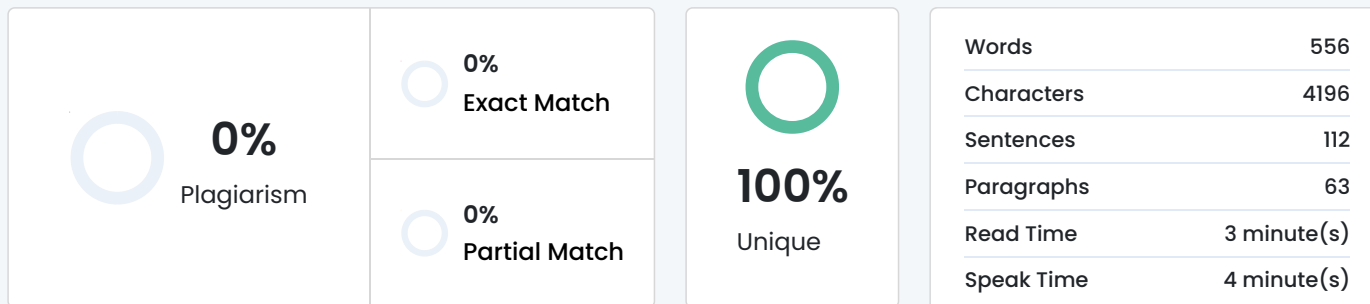 0%
Plagiarism
0%
Exact Match
0%
Partial Match
100%
Unique
Words 556
Characters 4196
Sentences 112
Paragraphs 63
Read Time 3 minute(s)
Speak Time 4 minute(s)